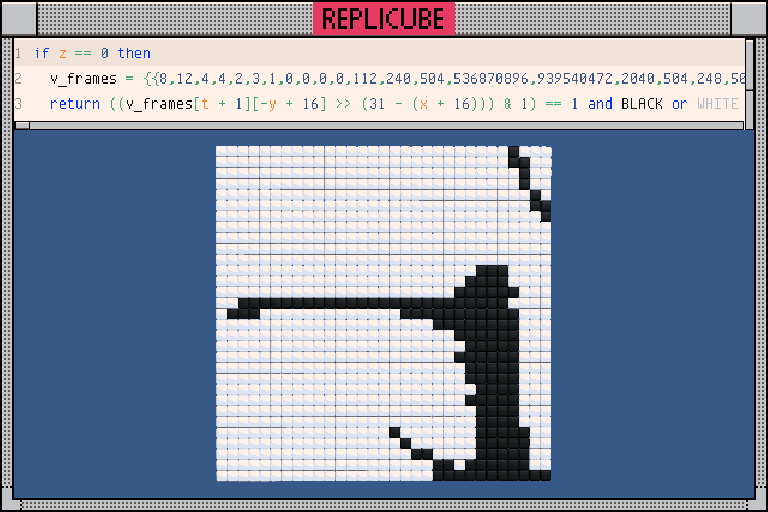 REPLICUBE
1 if z == 0 then
2 v_frames = {{8,12,4,4,2,3,1,0,0,0,0,112,240,504,536870896,939540472,2040,504,248,50
3 return ((v_frames[t + 1][-y + 16] >> (31 - (x + 16))) & 1) == 1 and BLACK or WHITE